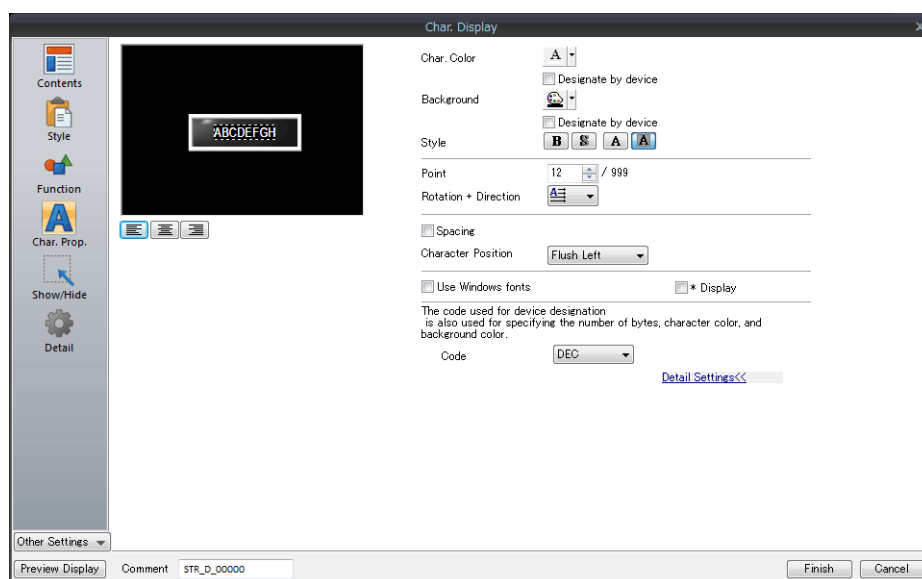 Char. Display
Contents
Style
Function
Char. Prop.
Show/Hide
Detail
Other Settings
ABCDEFGH
Char. Color
A
Designate by device
Background
Designate by device
Style B S A A
Point 12 / 999
Rotation + Direction A
Spacing
Character Position Flush Left
Use Windows fonts * Display
The code used for device designation
is also used for specifying the number of bytes, character color, and
background color.
Code DEC
Detail Settings<<
Preview Display Comment STR_D_00000 Finish Cancel